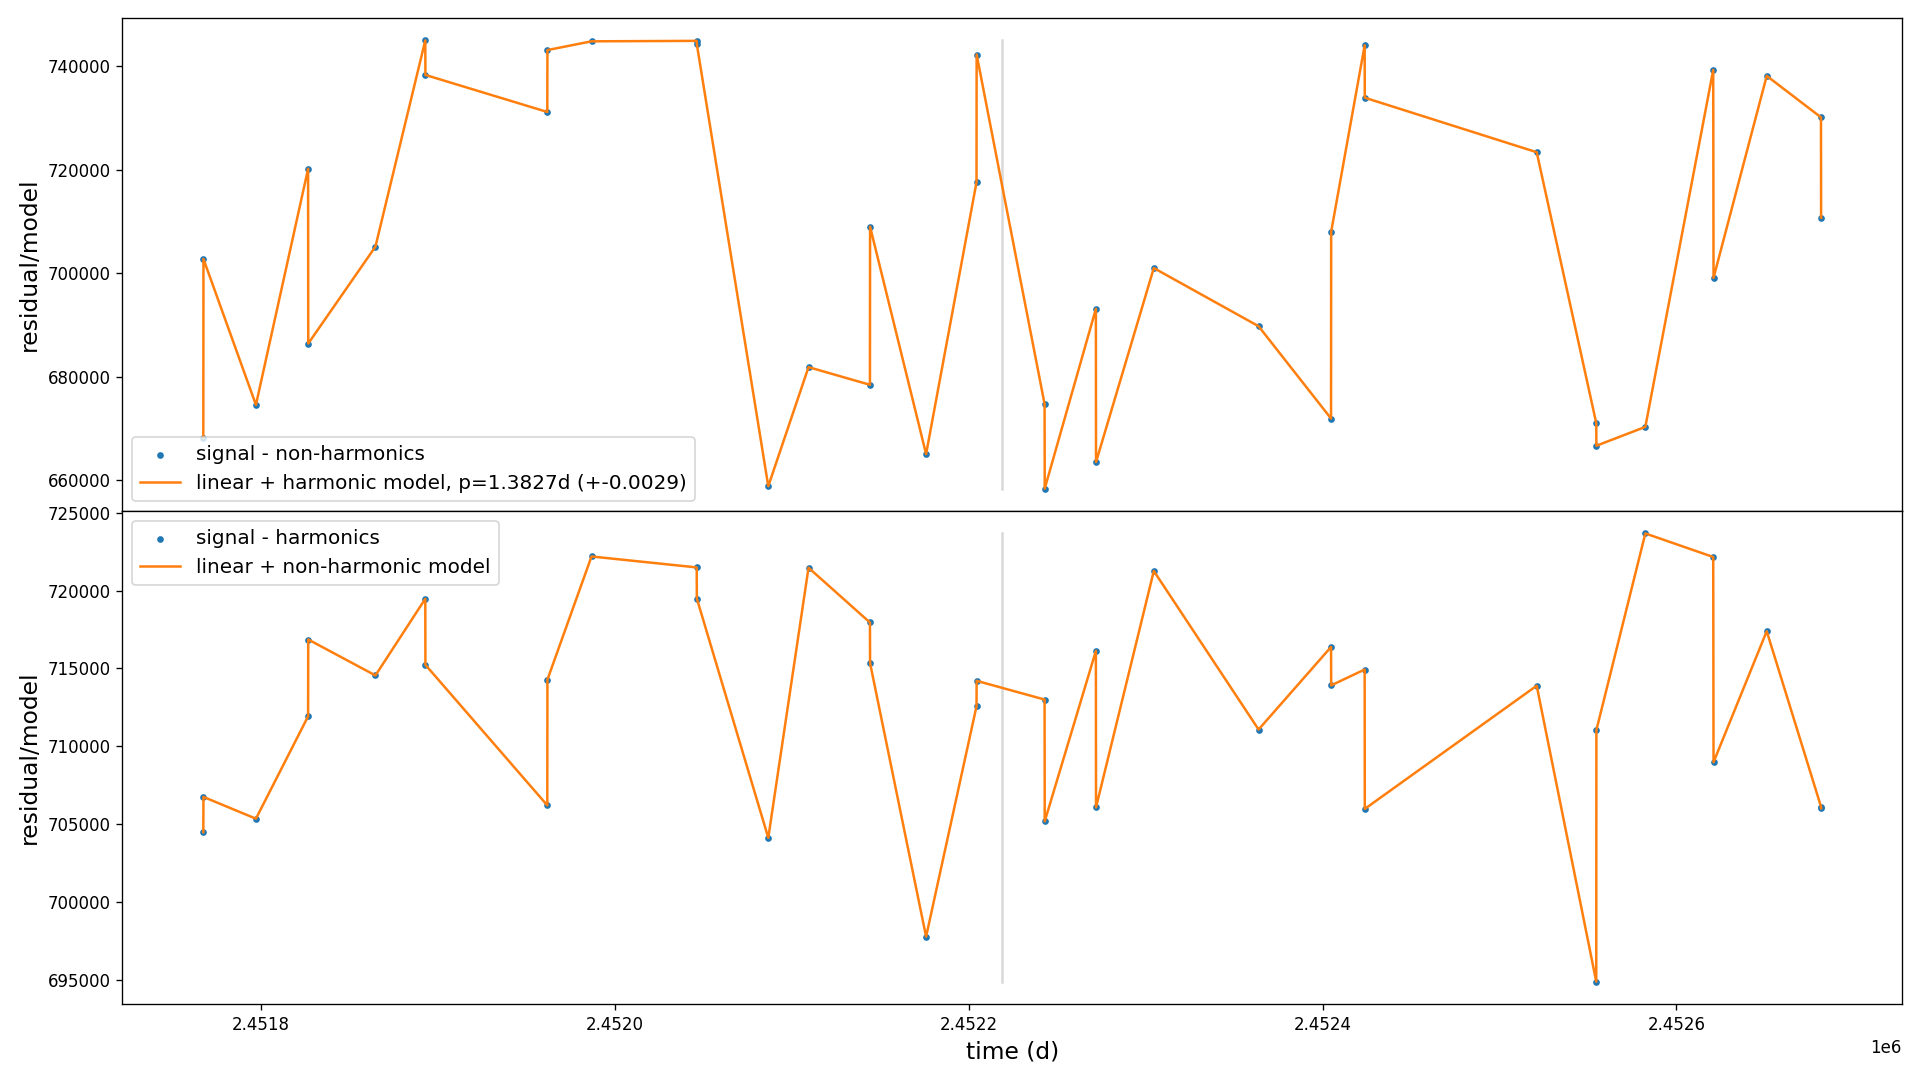 740000
720000
700000
680000
660000
residual/model
signal - non-harmonics
linear + harmonic model, p=1.3827d (+-0.0029)
725000
720000
715000
710000
705000
700000
695000
residual/model
signal - harmonics
linear + non-harmonic model
2.4518
2.4520
2.4522
2.4524
2.4526
1e6
time (d)